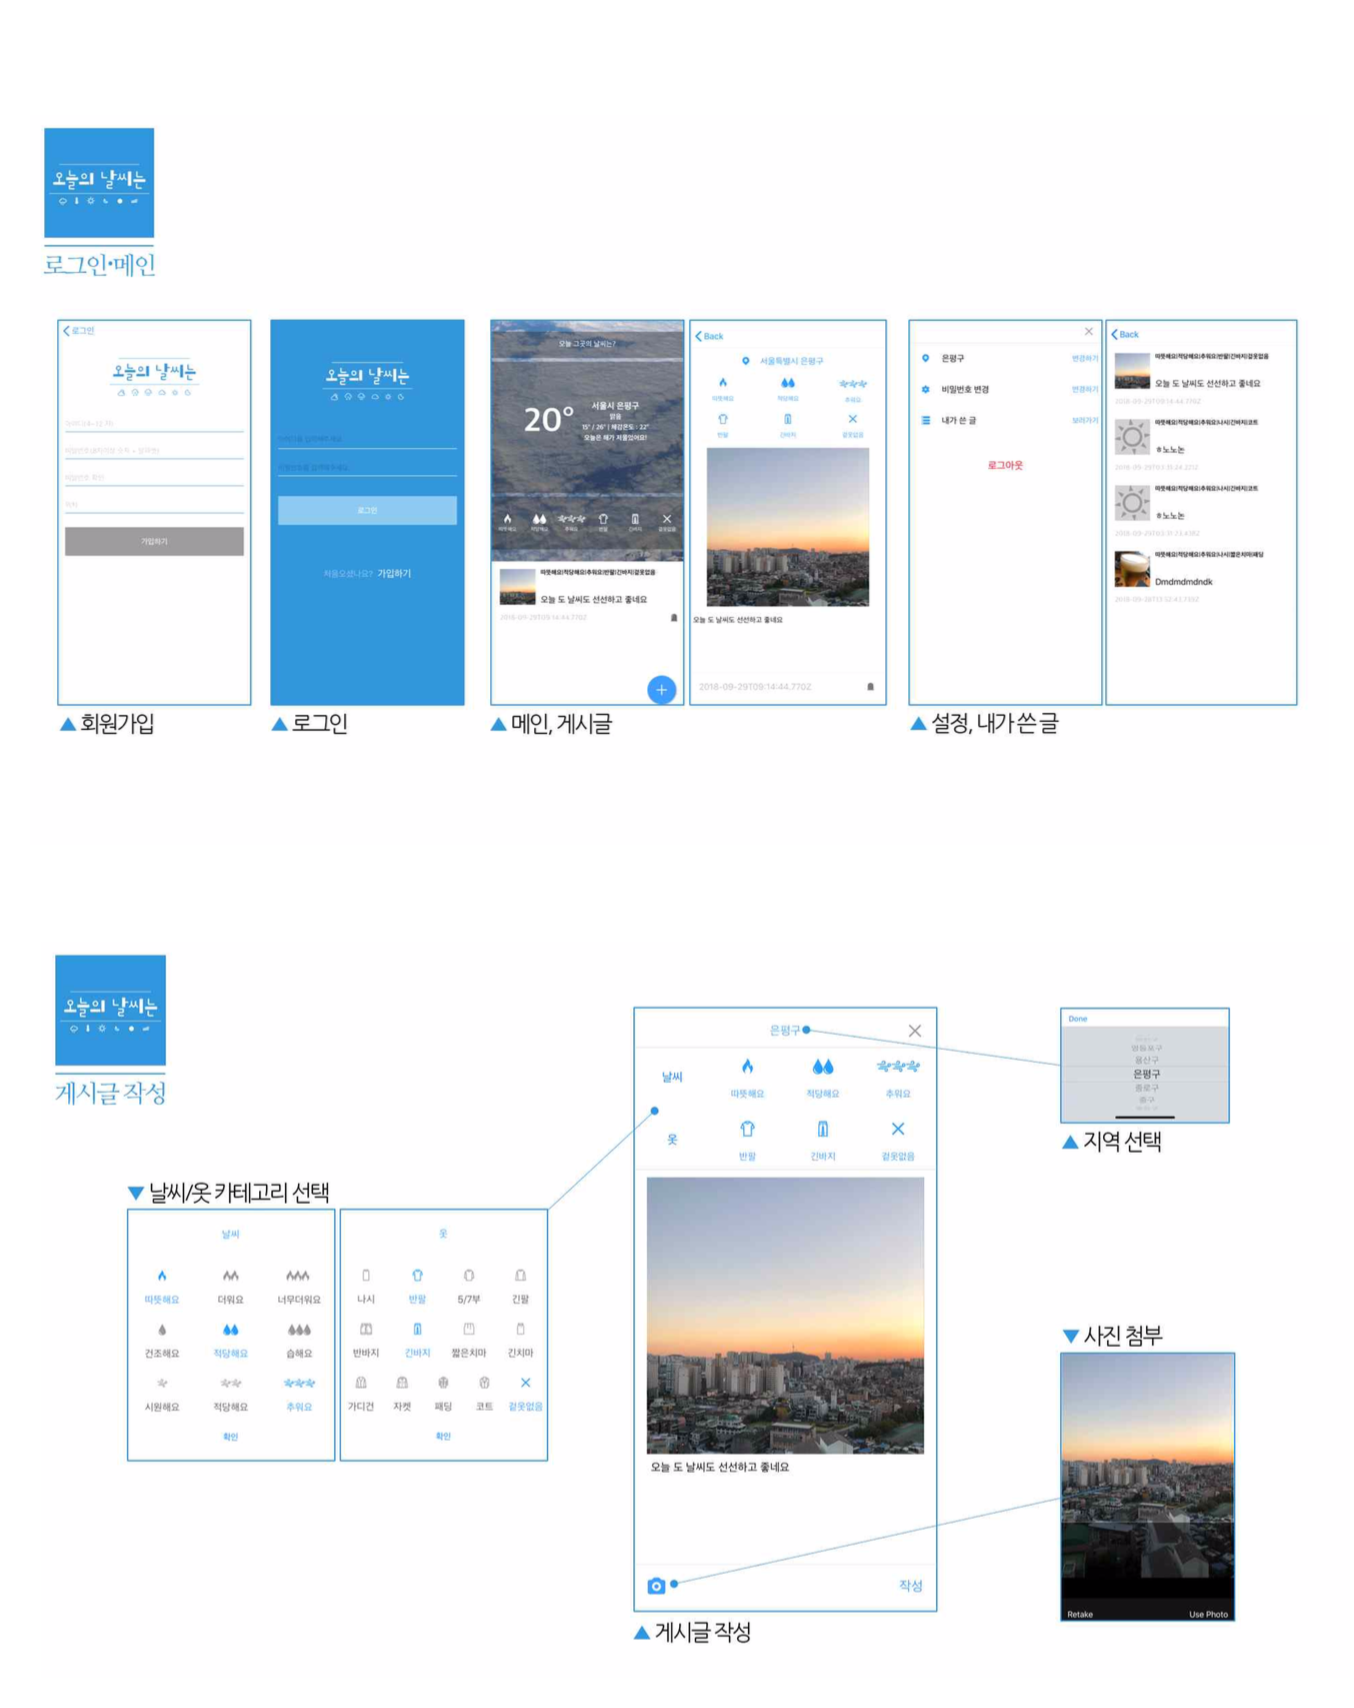 오늘의 날씨는
로그인·메인
로그인
오늘의 날씨는
비밀번호 확인
가입하기
▲ 회원가입
오늘의 날씨는
로그인
처음오셨나요? 가입하기
▲ 로그인
오늘 그곳의 날씨는?
20°
서울시 은평구
맑음
15° / 26° | 체감온도 : 22°
오늘은 해가 저물었어요!
따뜻해요 적당해요 추워요 반팔 긴바지 겉옷없음
따뜻해요|적당해요|추워요|반팔|긴바지|겉옷없음
오늘 도 날씨도 선선하고 좋네요
2018-09-29T09:14:44.770Z
+
Back
서울특별시 은평구
따뜻해요 적당해요 추워요
반팔 긴바지 겉옷없음
오늘 도 날씨도 선선하고 좋네요
2018-09-29T09:14:44.770Z
▲ 메인, 게시글
은평구 변경하기
비밀번호 변경 변경하기
내가 쓴 글 보러가기
로그아웃
Back
따뜻해요|적당해요|추워요|반팔|긴바지|겉옷없음
오늘 도 날씨도 선선하고 좋네요
2018-09-29T09:14:44.770Z
따뜻해요|적당해요|추워요|나시|긴바지|코트
ㅎ노노논
따뜻해요|적당해요|추워요|나시|긴바지|코트
ㅎ노노논
따뜻해요|적당해요|추워요|나시|짧은치마|패딩
Dmdmdmdndk
▲ 설정, 내가 쓴 글
오늘의 날씨는
게시글 작성
은평구
날씨
따뜻해요 적당해요 추워요
옷
반팔 긴바지 겉옷없음
오늘 도 날씨도 선선하고 좋네요
작성
▲ 게시글 작성
Done
영등포구
용산구
은평구
종로구
중구
▲ 지역 선택
▼ 날씨/옷 카테고리 선택
날씨
따뜻해요 더워요 너무더워요
건조해요 적당해요 습해요
시원해요 적당해요 추워요
확인
옷
나시 반팔 5/7부 긴팔
반바지 긴바지 짧은치마 긴치마
가디건 자켓 패딩 코트 겉옷없음
확인
▼ 사진 첨부
Retake Use Photo